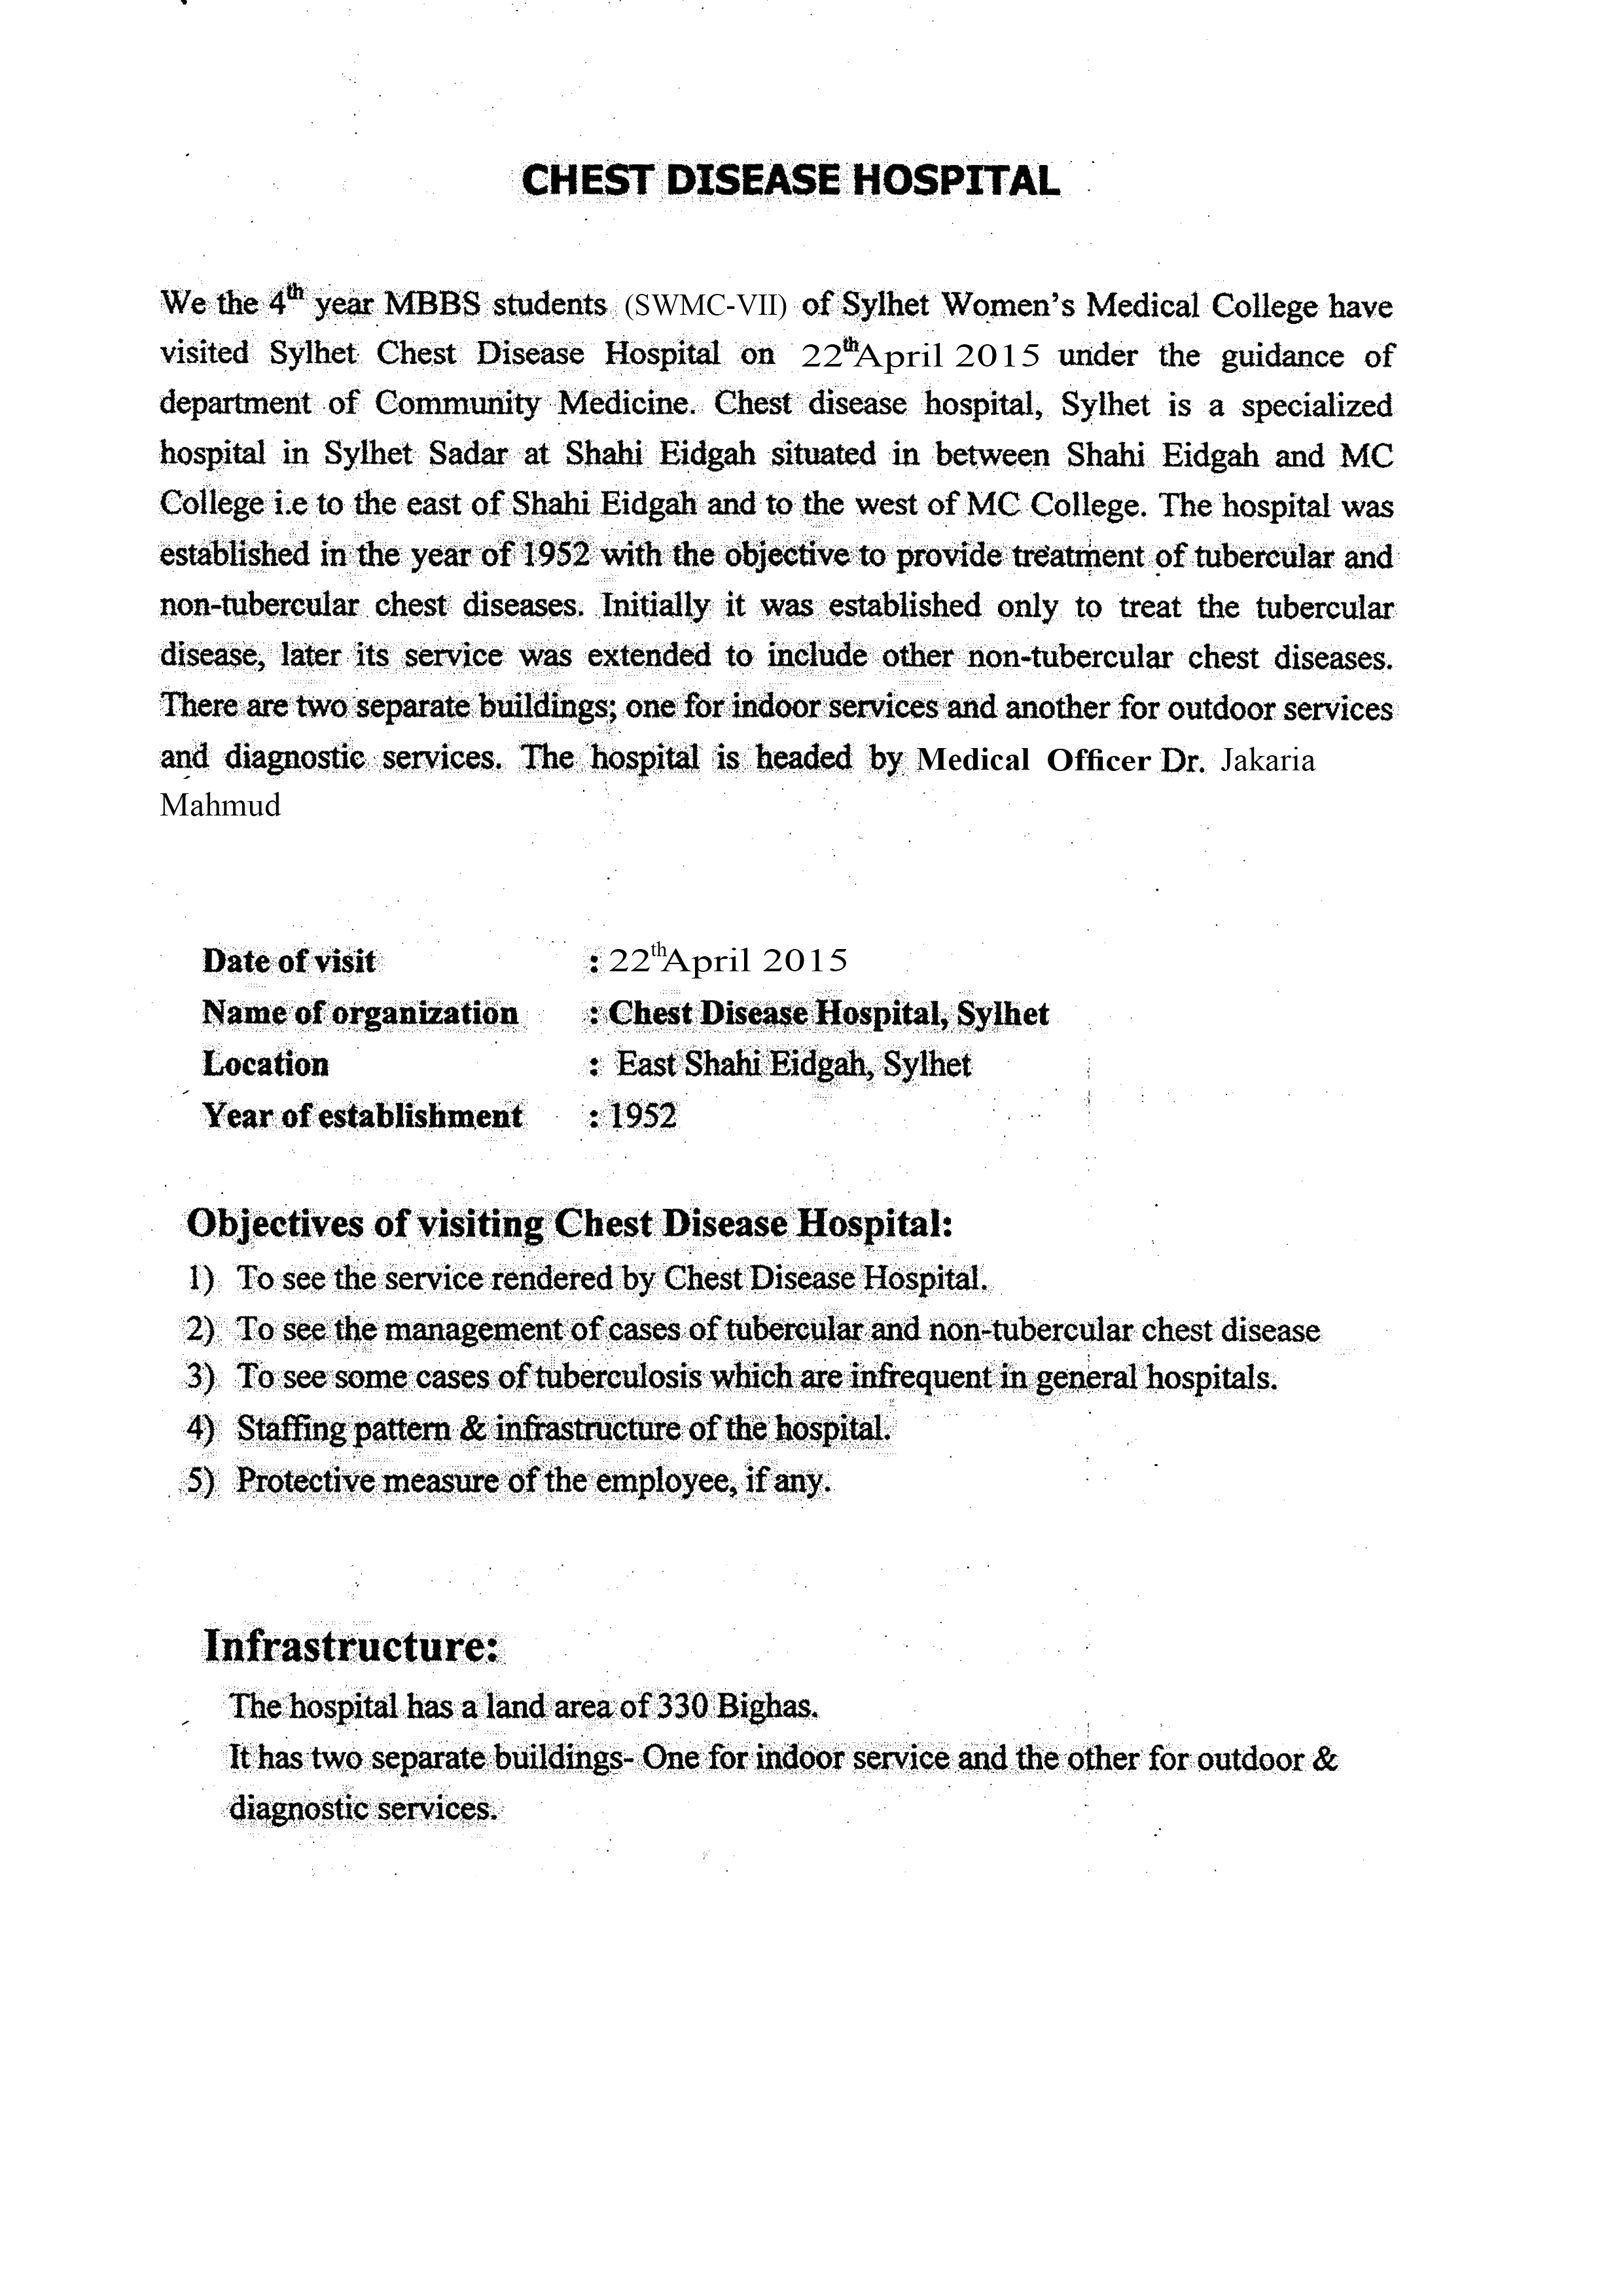 CHEST DISEASE HOSPITAL
We the 4th year MBBS students (SWMC-VII) of Sylhet Women's Medical College have
visited Sylhet Chest Disease Hospital on 22thApril 2015 under the guidance of
department of Community Medicine. Chest disease hospital, Sylhet is a specialized
hospital in Sylhet Sadar at Shahi Eidgah situated in between Shahi Eidgah and MC
College i.e to the east of Shahi Eidgah and to the west of MC College. The hospital was
established in the year of 1952 with the objective to provide treatment of tubercular and
non-tubercular chest diseases. Initially it was established only to treat the tubercular
disease, later its service was extended to include other non-tubercular chest diseases.
There are two separate buildings; one for indoor services and another for outdoor services
and diagnostic services. The hospital is headed by Medical Officer Dr. Jakaria
Mahmud
Date of visit : 22thApril 2015
Name of organization : Chest Disease Hospital, Sylhet
Location : East Shahi Eidgah, Sylhet
Year of establishment : 1952
Objectives of visiting Chest Disease Hospital:
1) To see the service rendered by Chest Disease Hospital.
2) To see the management of cases of tubercular and non-tubercular chest disease
3) To see some cases of tuberculosis which are infrequent in general hospitals.
4) Staffing pattern & infrastructure of the hospital.
5) Protective measure of the employee, if any.
Infrastructure:
The hospital has a land area of 330 Bighas.
It has two separate buildings- One for indoor service and the other for outdoor &
diagnostic services.